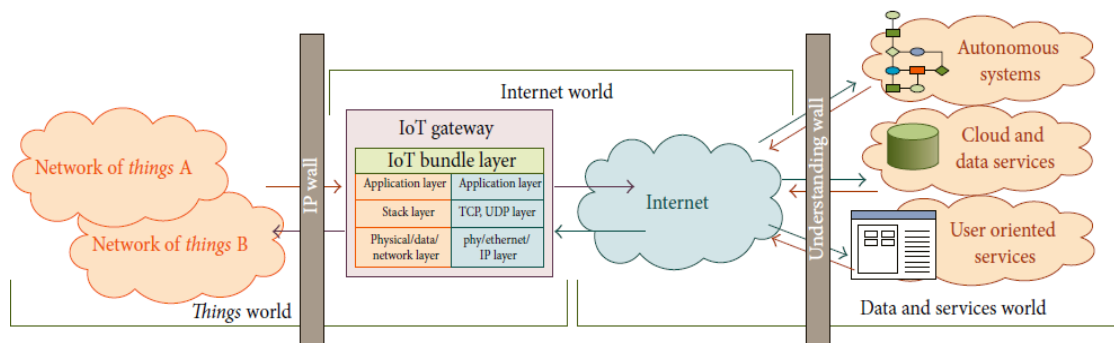 Network of things A
Network of things B
Things world
IP wall
Internet world
IoT gateway
IoT bundle layer
Application layer
Application layer
Stack layer
TCP, UDP layer
Physical/data/
network layer
phy/ethernet/
IP layer
Internet
Understanding wall
Autonomous
systems
Cloud and
data services
User oriented
services
Data and services world